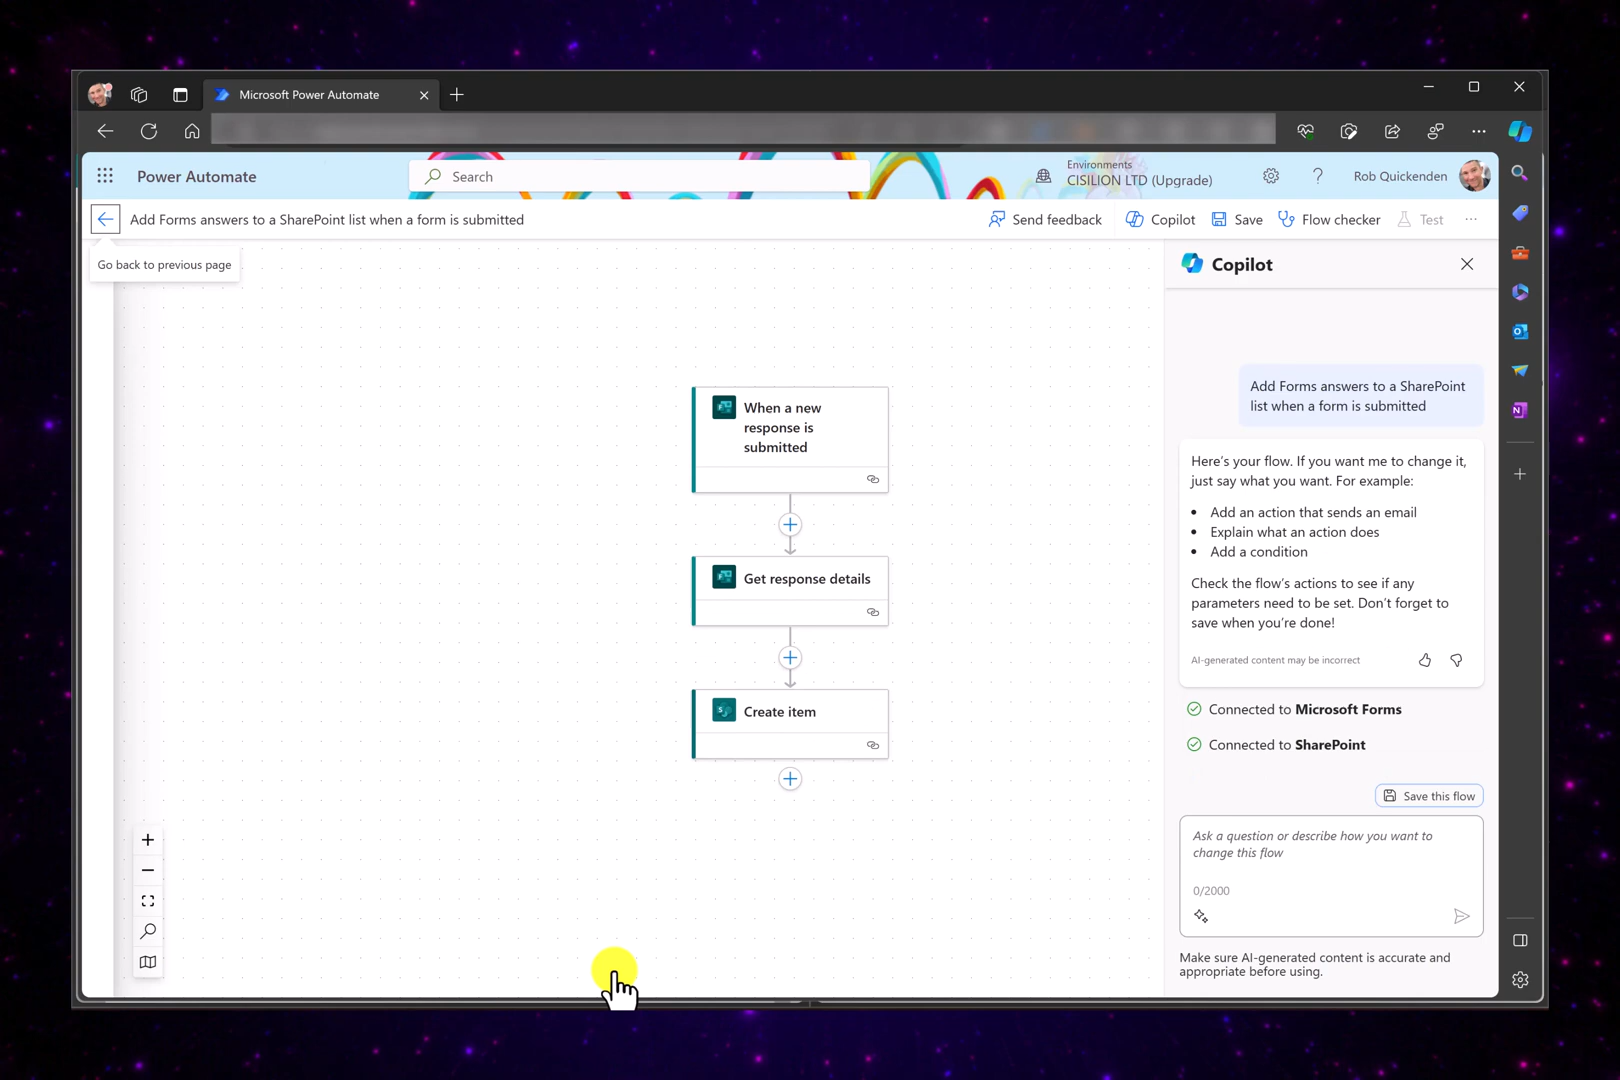 Microsoft Power Automate
Power Automate
Search
Environments
CISILION LTD (Upgrade)
Rob Quickenden
Add Forms answers to a SharePoint list when a form is submitted
Send feedback
Copilot
Save
Flow checker
Test
Go back to previous page
Copilot
When a new
response is
submitted
Get response details
Create item
Add Forms answers to a SharePoint
list when a form is submitted
Here's your flow. If you want me to change it,
just say what you want. For example:
• Add an action that sends an email
• Explain what an action does
• Add a condition
Check the flow's actions to see if any
parameters need to be set. Don't forget to
save when you're done!
AI-generated content may be incorrect
Connected to Microsoft Forms
Connected to SharePoint
Save this flow
Ask a question or describe how you want to
change this flow
0/2000
Make sure AI-generated content is accurate and
appropriate before using.